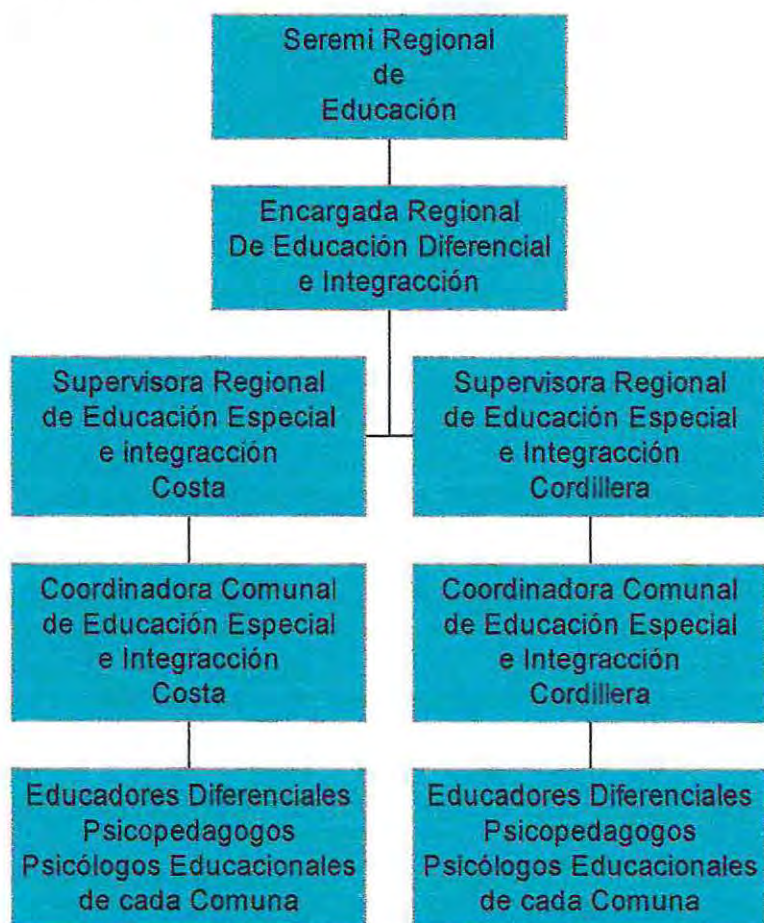 Seremi Regional
de
Educación
Encargada Regional
De Educación Diferencial
e Integracción
Supervisora Regional
de Educación Especial
e integracción
Costa
Supervisora Regional
de Educación Especial
e Integracción
Cordillera
Coordinadora Comunal
de Educación Especial
e Integracción
Costa
Coordinadora Comunal
de Educación Especial
e Integracción
Cordillera
Educadores Diferenciales
Psicopedagogos
Psicólogos Educacionales
de cada Comuna
Educadores Diferenciales
Psicopedagogos
Psicólogos Educacionales
de cada Comuna